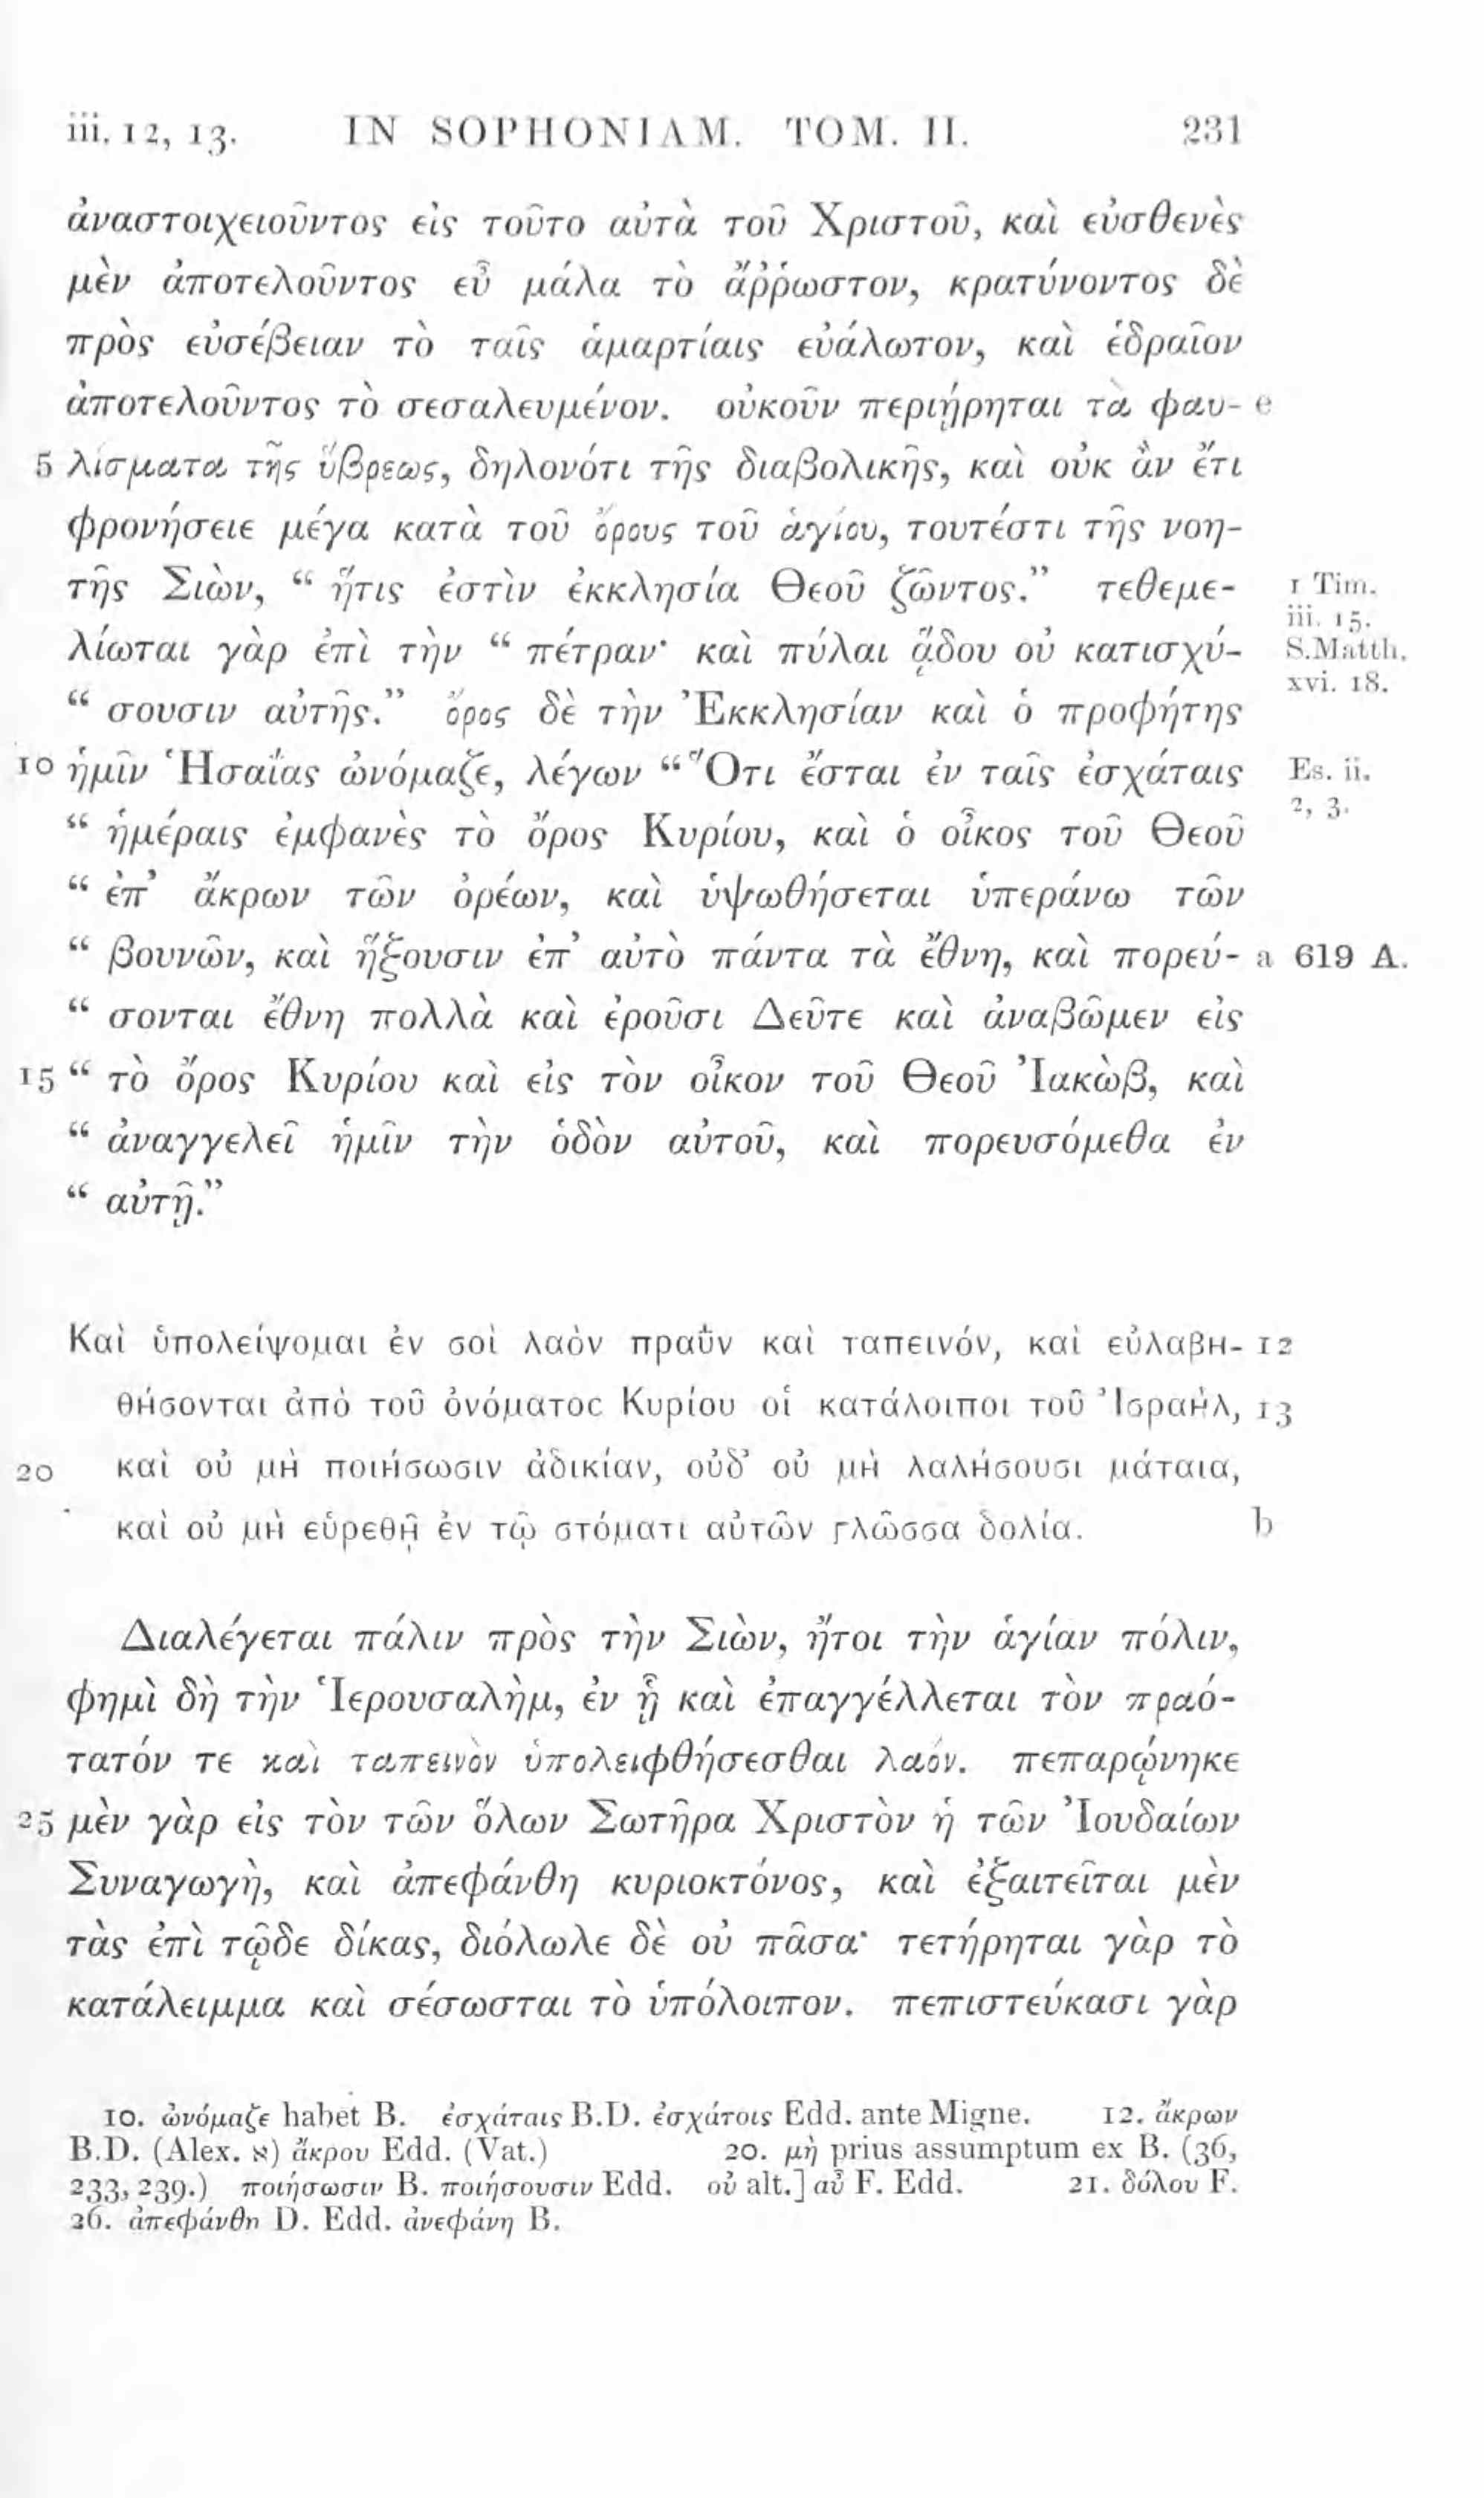 iii. 12, 13. IN SOPHONIAM. TOM. II. 231
ἀναστοιχειοῦντος εἰς τοῦτο αὐτὰ τοῦ Χριστοῦ, καὶ εὐσθενὲς
μὲν ἀποτελοῦντος εὖ μάλα τὸ ἄῤῥωστον, κρατύνοντος δὲ
πρὸς εὐσέβειαν τὸ ταῖς ἁμαρτίαις εὐάλωτον, καὶ ἑδραῖον
ἀποτελοῦντος τὸ σεσαλευμένον. οὐκοῦν περιῄρηται τὰ φαυ- e
5 λίσματα τῆς ὕβρεως, δηλονότι τῆς διαβολικῆς, καὶ οὐκ ἂν ἔτι
φρονήσειε μέγα κατὰ τοῦ ὄρους τοῦ ἁγίου, τουτέστι τῆς νοη-
τῆς Σιὼν, “ ἥτις ἐστὶν ἐκκλησία Θεοῦ ζῶντος.” τεθεμε- 1 Tim.
iii. 15.
λίωται γὰρ ἐπὶ τὴν “ πέτραν· καὶ πύλαι ᾅδου οὐ κατισχύ- S. Matth.
xvi. 18.
“ σουσιν αὐτῆς.” ὄρος δὲ τὴν Ἐκκλησίαν καὶ ὁ προφήτης
10 ἡμῖν Ἡσαΐας ὠνόμαζε, λέγων “ Ὅτι ἔσται ἐν ταῖς ἐσχάταις Es. ii.
2, 3.
“ ἡμέραις ἐμφανὲς τὸ ὄρος Κυρίου, καὶ ὁ οἶκος τοῦ Θεοῦ
“ ἐπ’ ἄκρων τῶν ὀρέων, καὶ ὑψωθήσεται ὑπεράνω τῶν
“ βουνῶν, καὶ ἥξουσιν ἐπ’ αὐτὸ πάντα τὰ ἔθνη, καὶ πορεύ- a 619 A.
“ σονται ἔθνη πολλὰ καὶ ἐροῦσι Δεῦτε καὶ ἀναβῶμεν εἰς
15 “ τὸ ὄρος Κυρίου καὶ εἰς τὸν οἶκον τοῦ Θεοῦ Ἰακὼβ, καὶ
“ ἀναγγελεῖ ἡμῖν τὴν ὁδὸν αὐτοῦ, καὶ πορευσόμεθα ἐν
“ αὐτῇ.”
Καὶ ὑπολείψομαι ἐν σοὶ λαὸν πραῢν καὶ ταπεινόν, καὶ εὐλαβη- 12
θήσονται ἀπὸ τοῦ ὀνόματος Κυρίου οἱ κατάλοιποι τοῦ Ἰσραὴλ, 13
20 καὶ οὐ μὴ ποιήσωσιν ἀδικίαν, οὐδ’ οὐ μὴ λαλήσουσι μάταια,
καὶ οὐ μὴ εὑρεθῇ ἐν τῷ στόματι αὐτῶν γλῶσσα δολία. b
Διαλέγεται πάλιν πρὸς τὴν Σιὼν, ἤτοι τὴν ἁγίαν πόλιν,
φημὶ δὴ τὴν Ἱερουσαλὴμ, ἐν ᾗ καὶ ἐπαγγέλλεται τὸν πραό-
τατόν τε καὶ ταπεινὸν ὑπολειφθήσεσθαι λαόν. πεπαρῴνηκε
25 μὲν γὰρ εἰς τὸν τῶν ὅλων Σωτῆρα Χριστὸν ἡ τῶν Ἰουδαίων
Συναγωγὴ, καὶ ἀπεφάνθη κυριοκτόνος, καὶ ἐξαιτεῖται μὲν
τὰς ἐπὶ τῷδε δίκας, διόλωλε δὲ οὐ πᾶσα· τετήρηται γὰρ τὸ
κατάλειμμα καὶ σέσωσται τὸ ὑπόλοιπον. πεπιστεύκασι γὰρ
10. ὠνόμαζε habet B. ἐσχάταις B.D. ἐσχάτοις Edd. ante Migne. 12. ἄκρων
B.D. (Alex. א) ἄκρου Edd. (Vat.) 20. μὴ prius assumptum ex B. (36,
233, 239.) ποιήσωσιν B. ποιήσουσιν Edd. οὐ alt.] αὖ F. Edd. 21. δόλου F.
26. ἀπεφάνθη D. Edd. ἀνεφάνη B.